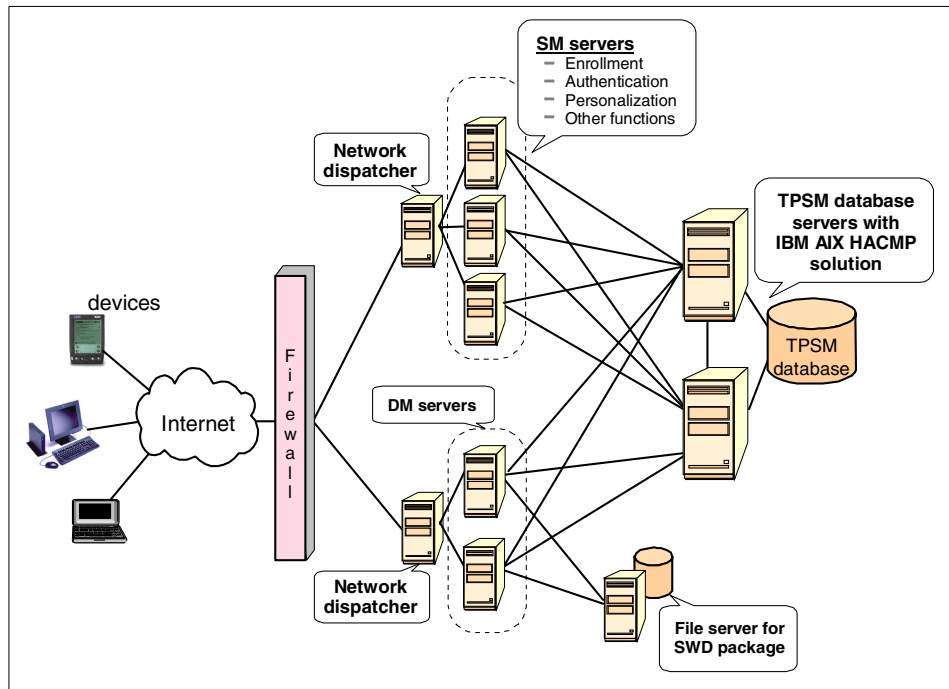 SM servers
– Enrollment
– Authentication
– Personalization
– Other functions
Network
dispatcher
TPSM database
servers with
IBM AIX HACMP
solution
devices
Firewall
TPSM
database
Internet
DM servers
Network
dispatcher
File server for
SWD package